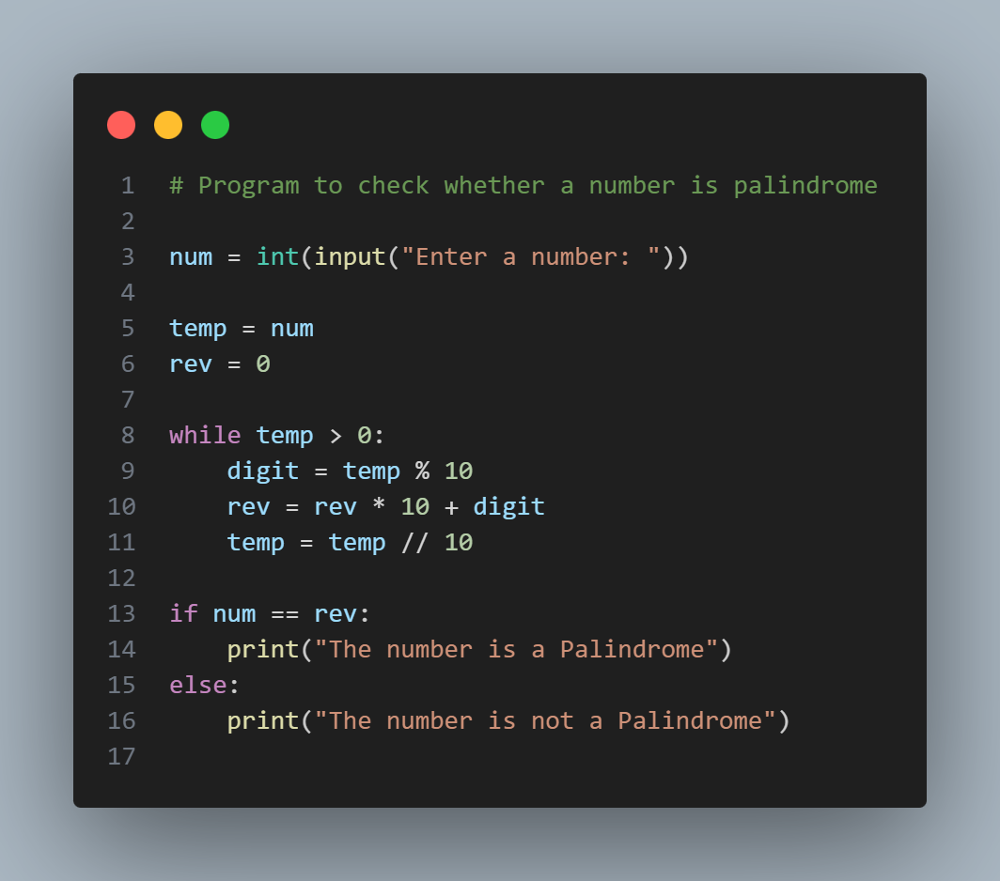 1 # Program to check whether a number is palindrome
2
3 num = int(input("Enter a number: "))
4
5 temp = num
6 rev = 0
7
8 while temp > 0:
9     digit = temp % 10
10     rev = rev * 10 + digit
11     temp = temp // 10
12
13 if num == rev:
14     print("The number is a Palindrome")
15 else:
16     print("The number is not a Palindrome")
17